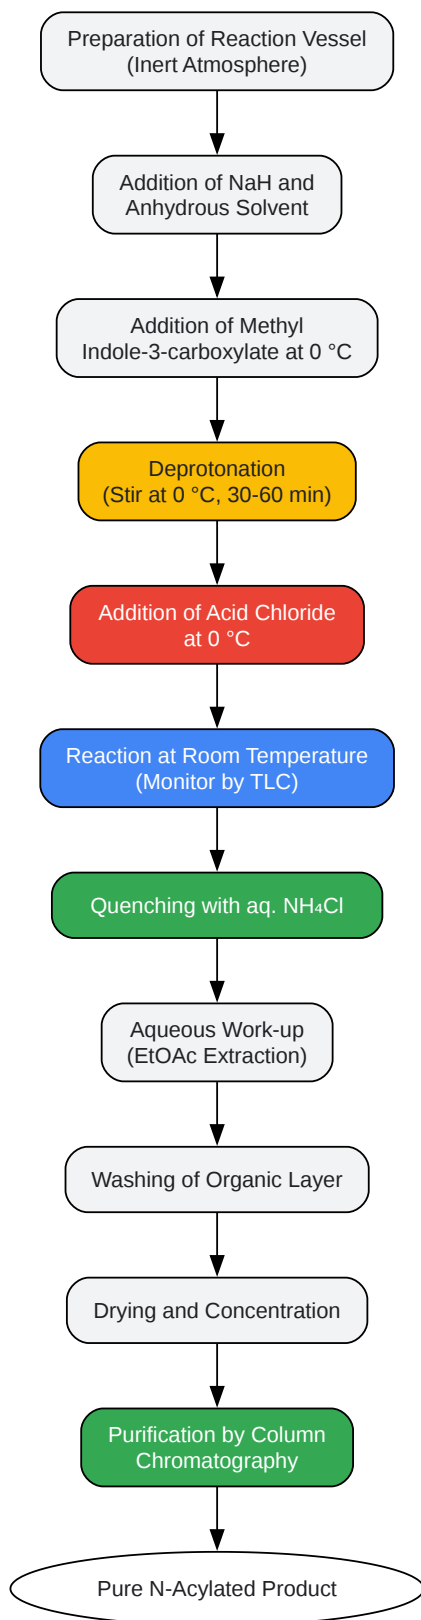 Preparation of Reaction Vessel
(Inert Atmosphere)
Addition of NaH and
Anhydrous Solvent
Addition of Methyl
Indole-3-carboxylate at 0 °C
Deprotonation
(Stir at 0 °C, 30-60 min)
Addition of Acid Chloride
at 0 °C
Reaction at Room Temperature
(Monitor by TLC)
Quenching with aq. NH₄Cl
Aqueous Work-up
(EtOAc Extraction)
Washing of Organic Layer
Drying and Concentration
Purification by Column
Chromatography
Pure N-Acylated Product